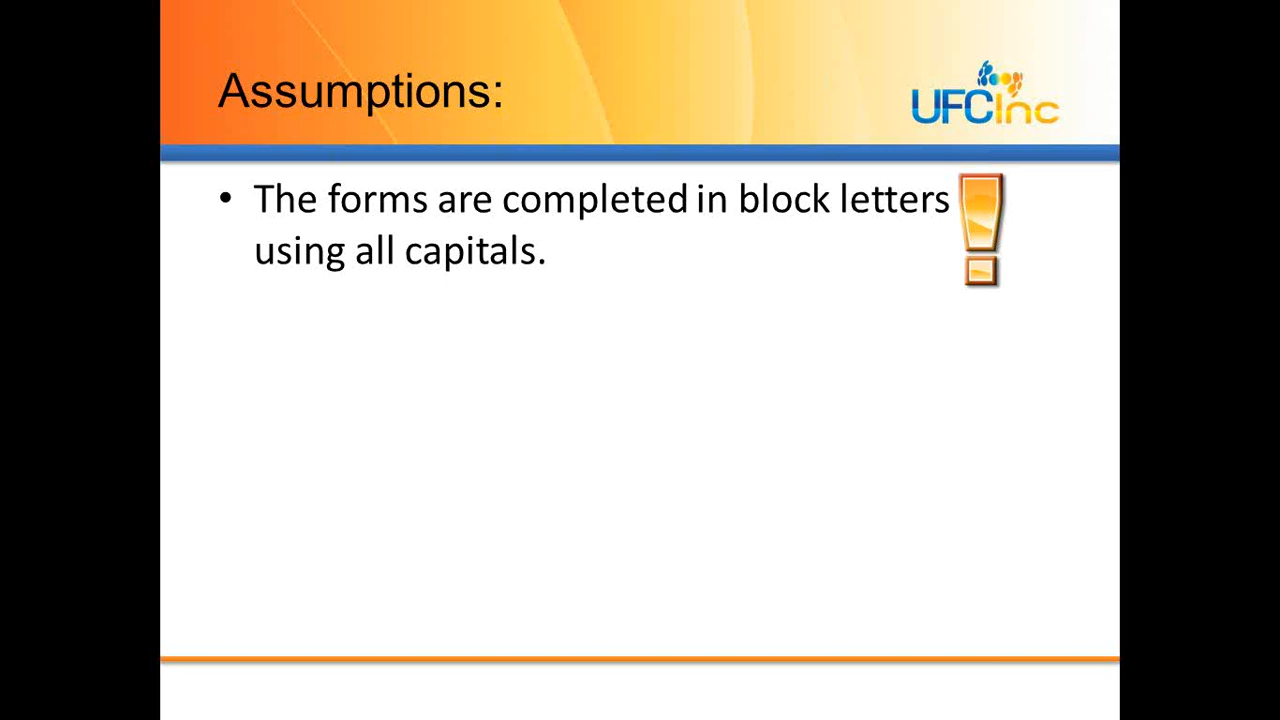 Assumptions:
UFCInc
• The forms are completed in block letters
using all capitals.